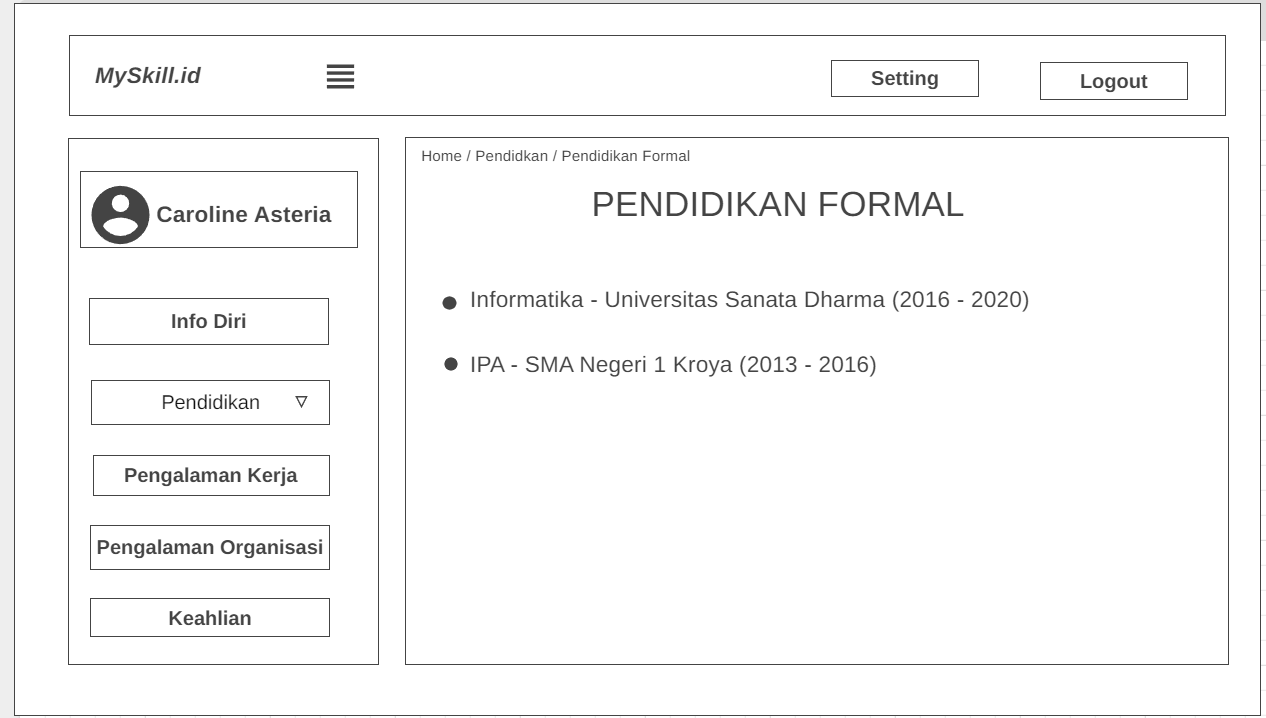 MySkill.id
Setting
Logout
Caroline Asteria
Info Diri
Pendidikan
Pengalaman Kerja
Pengalaman Organisasi
Keahlian
Home / Pendidkan / Pendidikan Formal
PENDIDIKAN FORMAL
Informatika - Universitas Sanata Dharma (2016 - 2020)
IPA - SMA Negeri 1 Kroya (2013 - 2016)